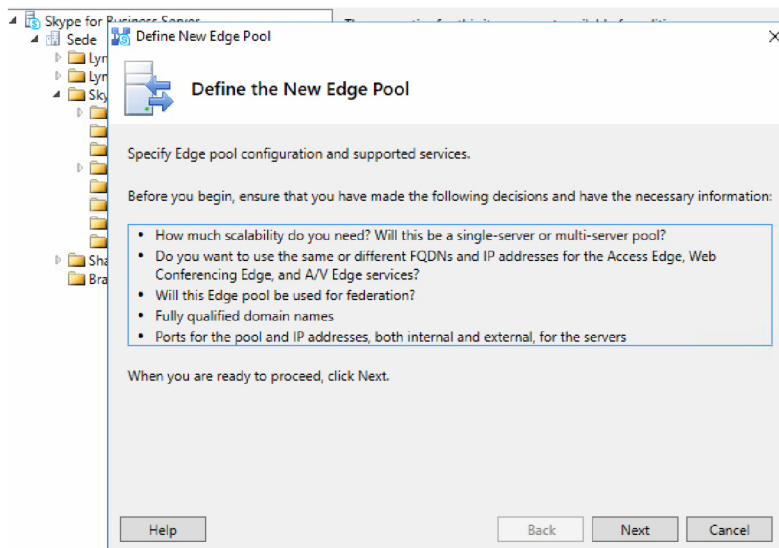 Skype for Business Server
Define New Edge Pool
Sede
Lyn
Lyn
Sky
Sha
Bra
Define the New Edge Pool
Specify Edge pool configuration and supported services.
Before you begin, ensure that you have made the following decisions and have the necessary information:
• How much scalability do you need? Will this be a single-server or multi-server pool?
• Do you want to use the same or different FQDNs and IP addresses for the Access Edge, Web
Conferencing Edge, and A/V Edge services?
• Will this Edge pool be used for federation?
• Fully qualified domain names
• Ports for the pool and IP addresses, both internal and external, for the servers
When you are ready to proceed, click Next.
Help
Back
Next
Cancel